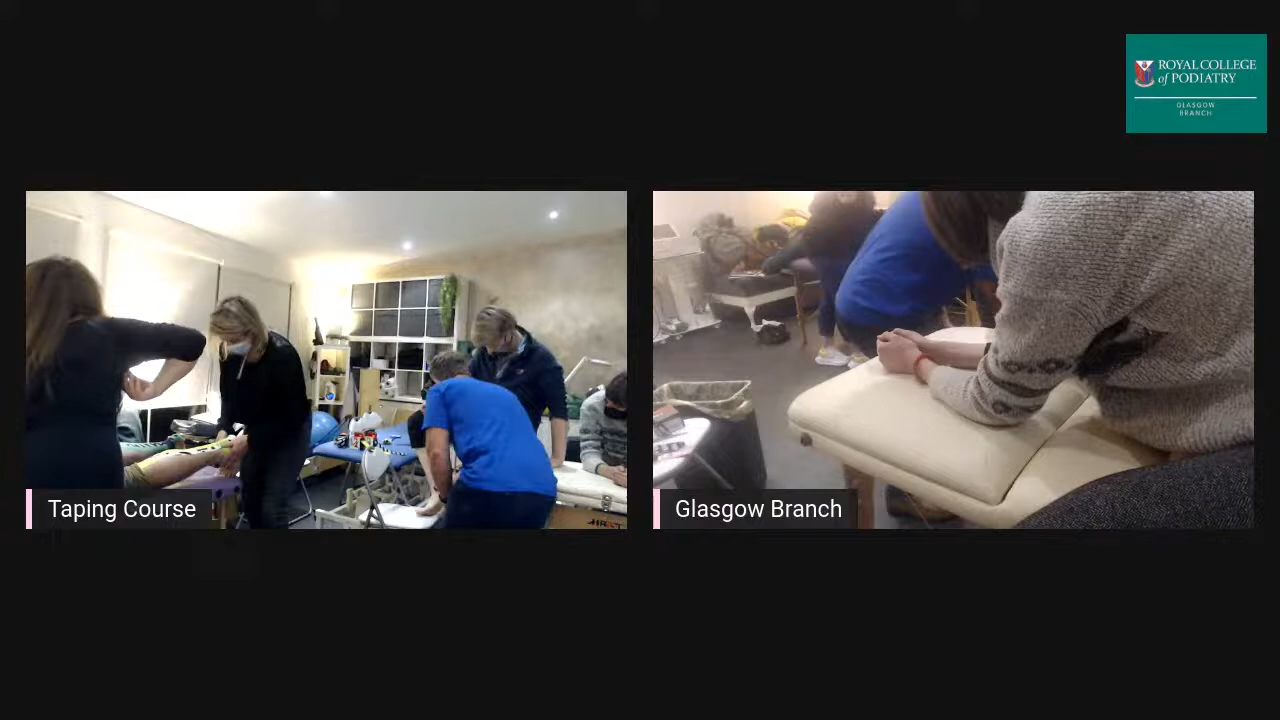 ROYAL COLLEGE
of PODIATRY
GLASGOW
BRANCH
Taping Course
Glasgow Branch